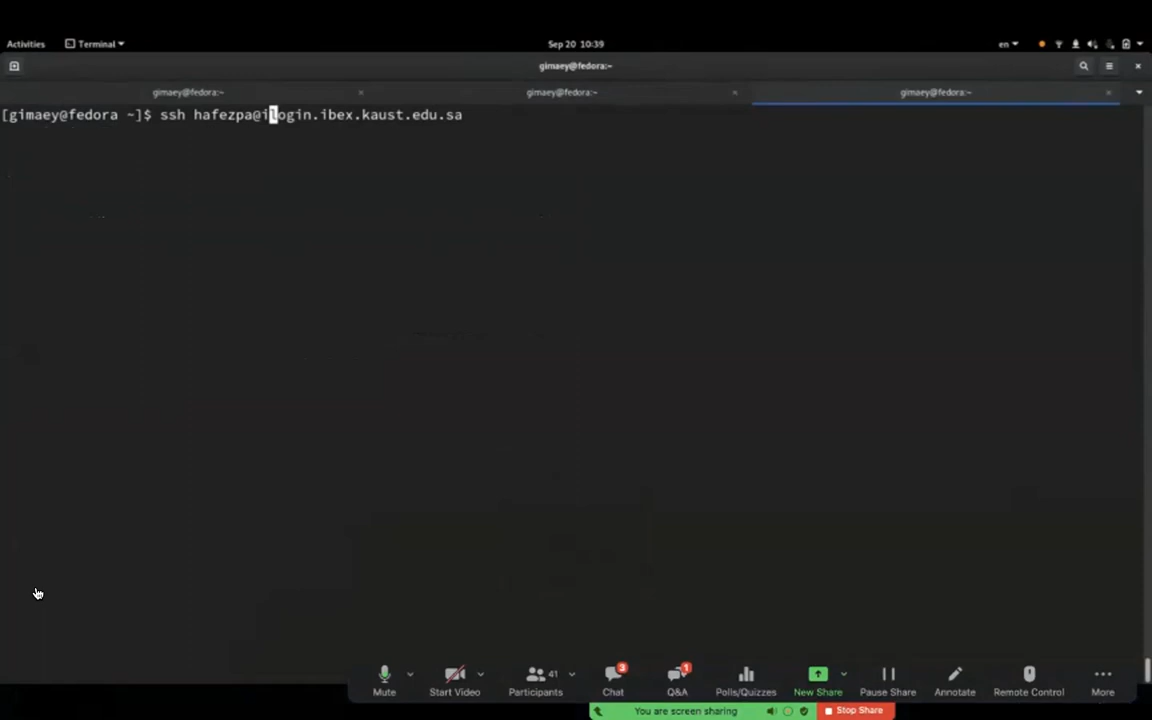 Activities Terminal Sep 20 10:39 en
gimaey@fedora:~
gimaey@fedora:~ gimaey@fedora:~ gimaey@fedora:~
[gimaey@fedora ~]$ ssh hafezpa@ilogin.ibex.kaust.edu.sa
3 1
41
Mute Start Video Participants Chat Q&A Polls/Quizzes New Share Pause Share Annotate Remote Control More
You are screen sharing Stop Share